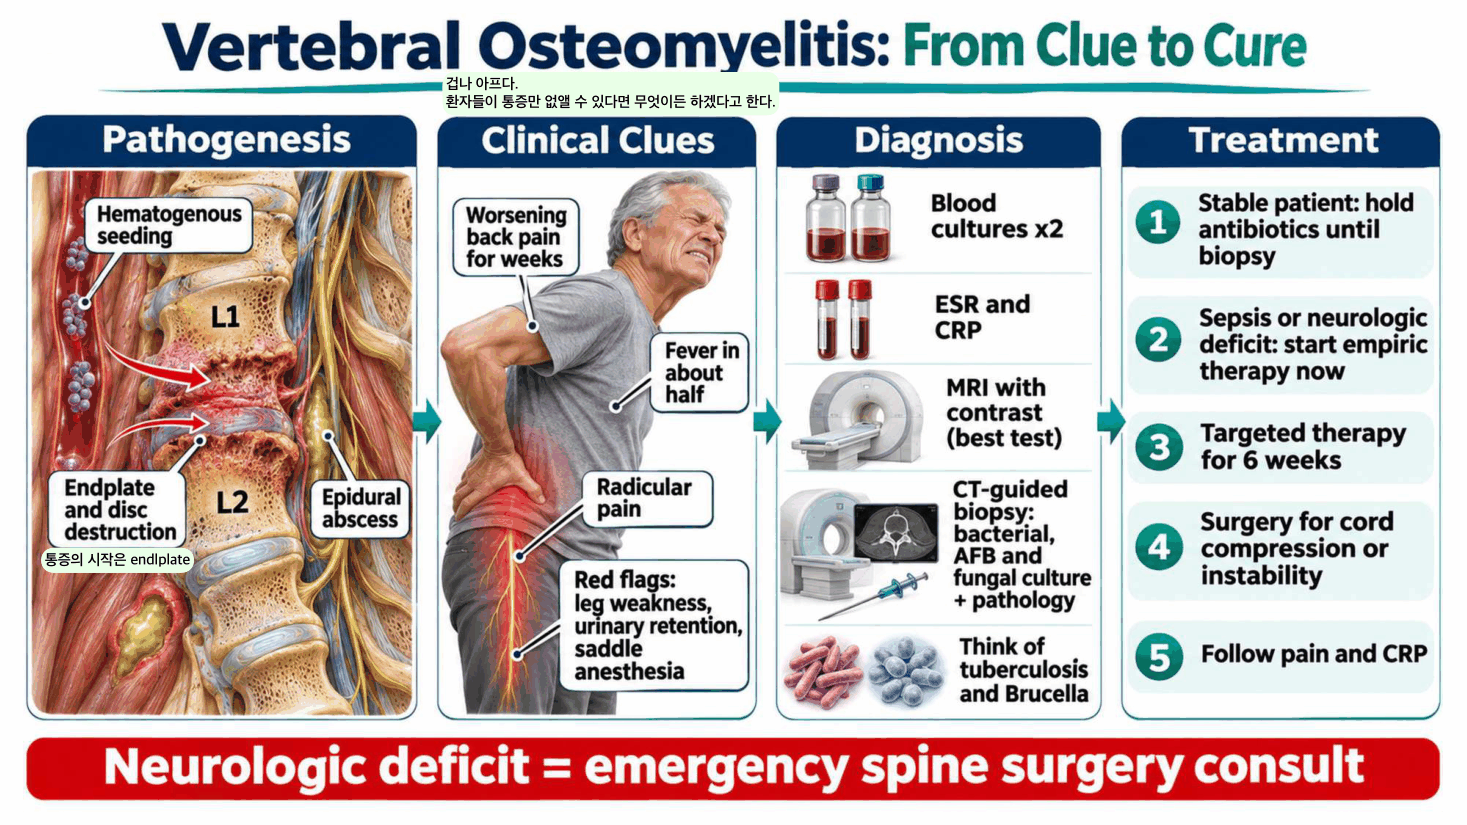 Vertebral Osteomyelitis: From Clue to Cure
겁나 아프다.
환자들이 통증만 없앨 수 있다면 무엇이든 하겠다고 한다.
Pathogenesis
Hematogenous
seeding
L1
Endplate
and disc
destruction
L2
Epidural
abscess
통증의 시작은 endlplate
Clinical Clues
Worsening
back pain
for weeks
Fever in
about
half
Radicular
pain
Red flags:
leg weakness,
urinary retention,
saddle
anesthesia
Diagnosis
Blood
cultures x2
ESR and
CRP
MRI with
contrast
(best test)
CT-guided
biopsy:
bacterial,
AFB and
fungal culture
+ pathology
Think of
tuberculosis
and Brucella
Treatment
1
Stable patient: hold
antibiotics until
biopsy
2
Sepsis or neurologic
deficit: start empiric
therapy now
3
Targeted therapy
for 6 weeks
4
Surgery for cord
compression or
instability
5
Follow pain and CRP
Neurologic deficit = emergency spine surgery consult